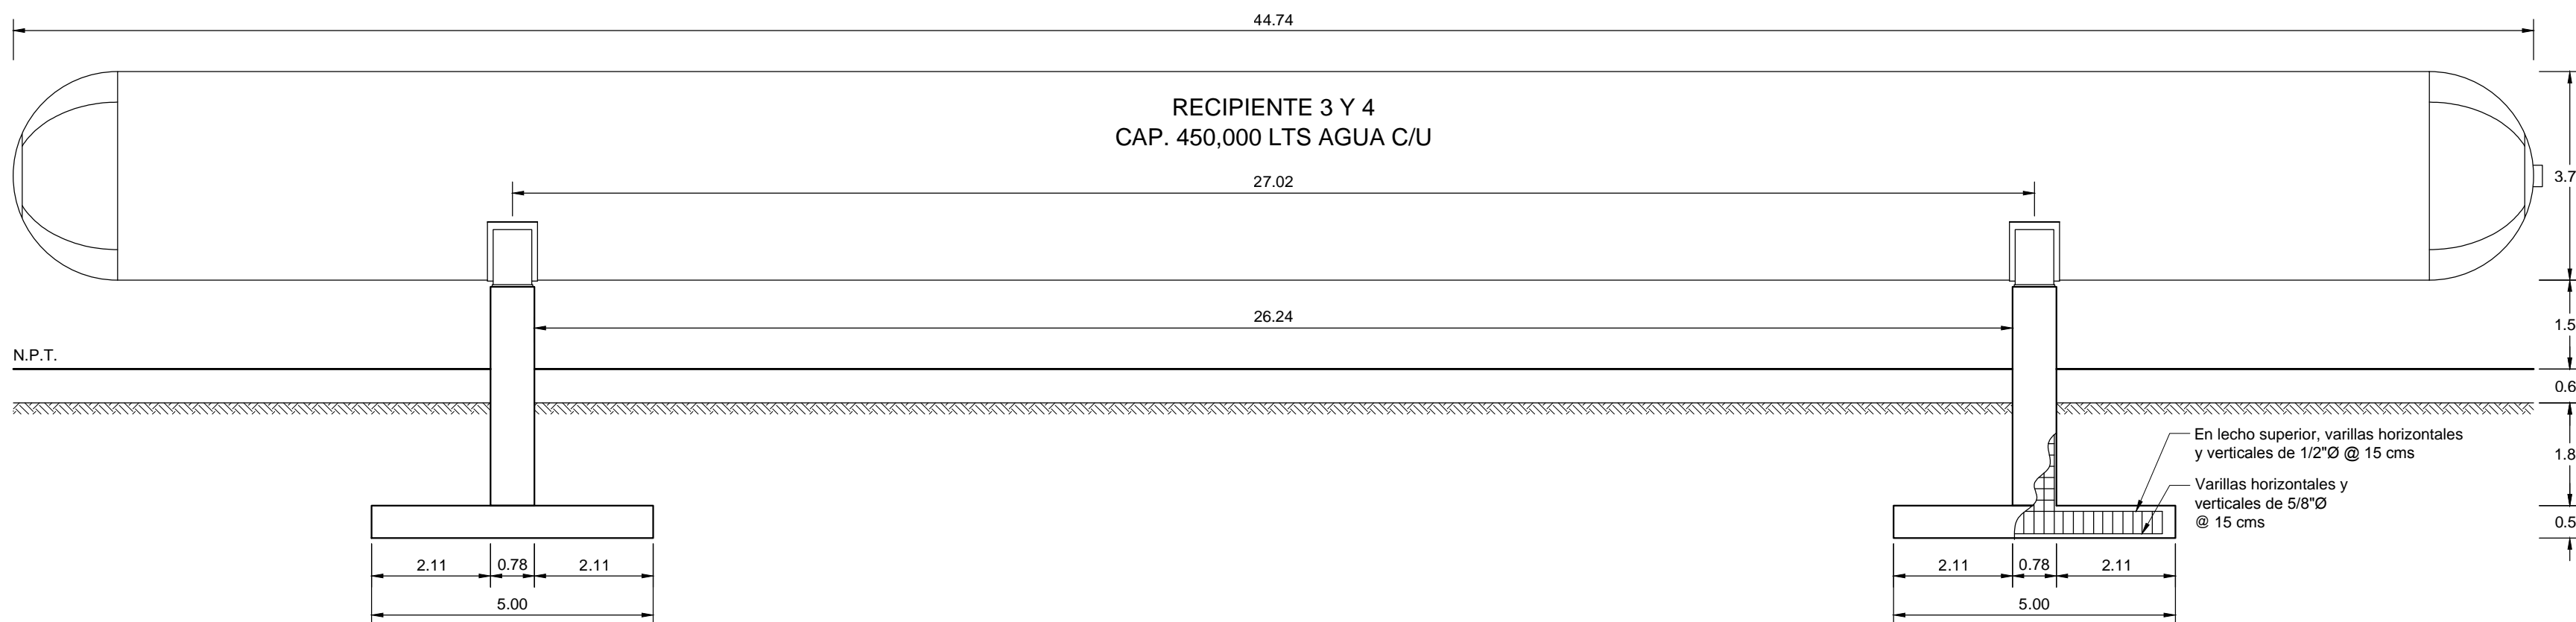 44.74
RECIPIENTE 3 Y 4
CAP. 450,000 LTS AGUA C/U
3.7
27.02
26.24
1.5
N.P.T.
0.6
En lecho superior, varillas horizontales
y verticales de 1/2"Ø @ 15 cms
1.8
Varillas horizontales y
verticales de 5/8"Ø
@ 15 cms
0.5
2.11 0.78 2.11
2.11 0.78 2.11
5.00
5.00